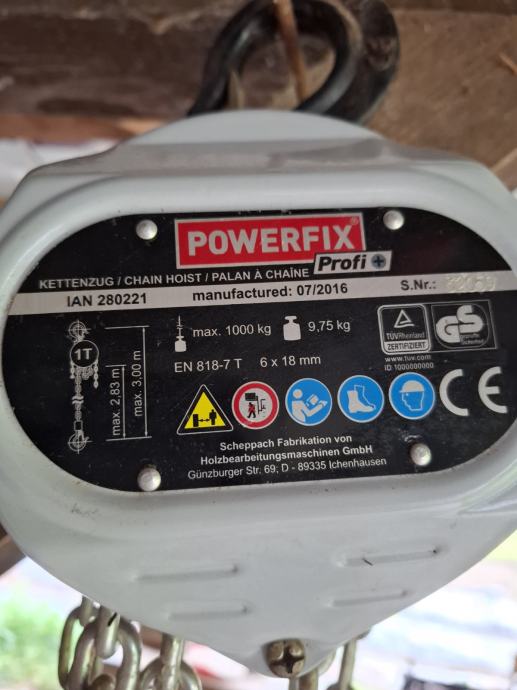 POWERFIX®
Profi +
KETTENZUG / CHAIN HOIST / PALAN À CHAÎNE
IAN 280221 manufactured: 07/2016 S.Nr.:
1T
max. 2,83 m
max. 3,00 m
max. 1000 kg 9,75 kg
EN 818-7 T 6 x 18 mm
TÜVRheinland
ZERTIFIZIERT
www.tuv.com
ID 1000000000
GS
geprüfte
Sicherheit
CE
Scheppach Fabrikation von
Holzbearbeitungsmaschinen GmbH
Günzburger Str. 69; D - 89335 Ichenhausen